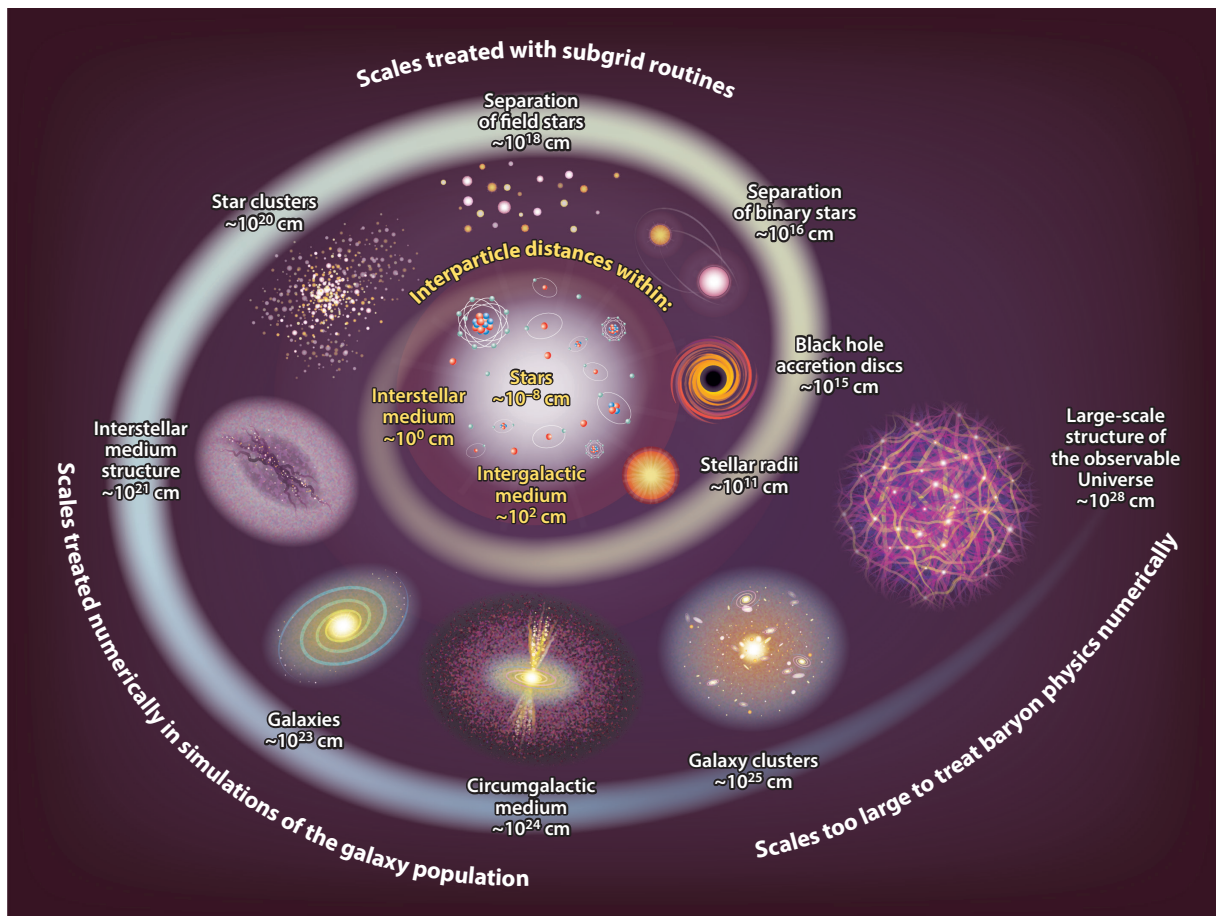 Scales treated with subgrid routines
Separation
of field stars
~10¹⁸ cm
Star clusters
~10²⁰ cm
Separation
of binary stars
~10¹⁶ cm
Interparticle distances within:
Stars
~10⁻⁸ cm
Interstellar
medium
~10⁰ cm
Intergalactic
medium
~10² cm
Black hole
accretion discs
~10¹⁵ cm
Stellar radii
~10¹¹ cm
Interstellar
medium
structure
~10²¹ cm
Large-scale
structure of
the observable
Universe
~10²⁸ cm
Galaxies
~10²³ cm
Circumgalactic
medium
~10²⁴ cm
Galaxy clusters
~10²⁵ cm
Scales treated numerically in simulations of the galaxy population
Scales too large to treat baryon physics numerically